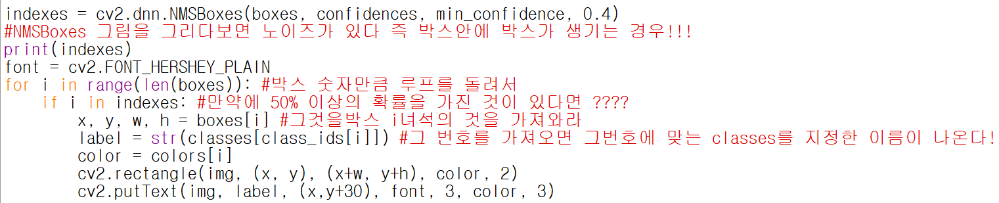 indexes = cv2.dnn.NMSBoxes(boxes, confidences, min_confidence, 0.4)
#NMSBoxes 그림을 그리다보면 노이즈가 있다 즉 박스안에 박스가 생기는 경우!!!
print(indexes)
font = cv2.FONT_HERSHEY_PLAIN
for i in range(len(boxes)): #박스 숫자만큼 루프를 돌려서
    if i in indexes: #만약에 50% 이상의 확률을 가진 것이 있다면 ????
        x, y, w, h = boxes[i] #그것을박스 i녀석의 것을 가져와라
        label = str(classes[class_ids[i]]) #그 번호를 가져오면 그번호에 맞는 classes를 지정한 이름이 나온다!
        color = colors[i]
        cv2.rectangle(img, (x, y), (x+w, y+h), color, 2)
        cv2.putText(img, label, (x,y+30), font, 3, color, 3)